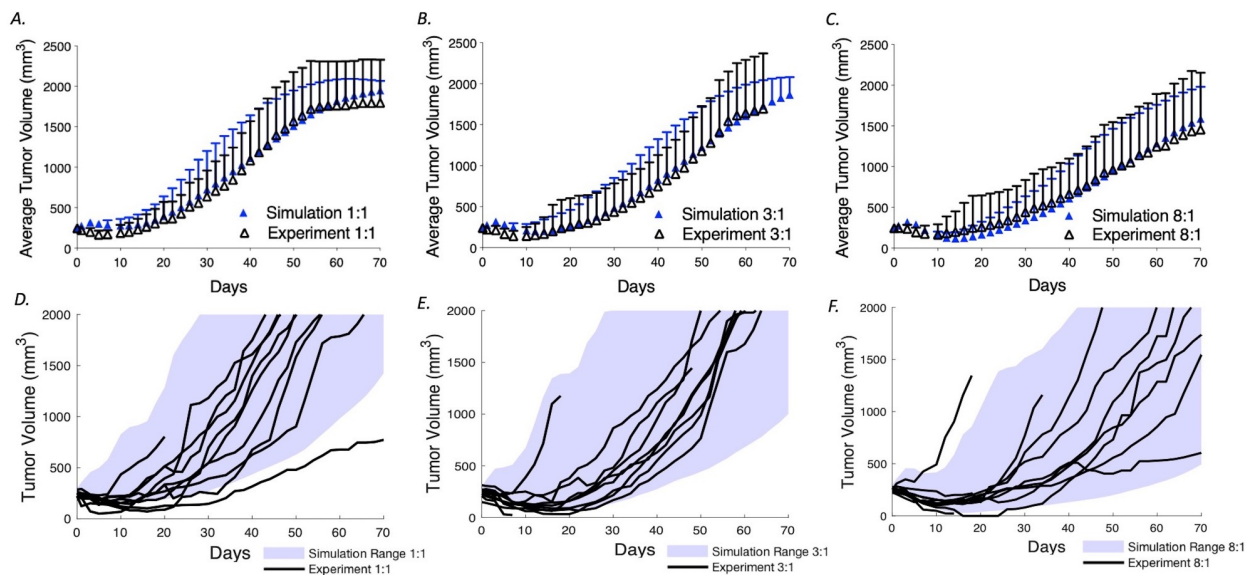 A.
B.
C.
Average Tumor Volume (mm³)
2500
2000
1500
1000
500
0
0 10 20 30 40 50 60 70
Days
Simulation 1:1
Experiment 1:1
Average Tumor Volume (mm³)
2500
2000
1500
1000
500
0
0 10 20 30 40 50 60 70
Days
Simulation 3:1
Experiment 3:1
Average Tumor Volume (mm³)
2500
2000
1500
1000
500
0
0 10 20 30 40 50 60 70
Days
Simulation 8:1
Experiment 8:1
D.
E.
F.
Tumor Volume (mm³)
2000
1500
1000
500
0
0 10 20 30 40 50 60 70
Days
Simulation Range 1:1
Experiment 1:1
Tumor Volume (mm³)
2000
1500
1000
500
0
0 10 20 30 40 50 60 70
Days
Simulation Range 3:1
Experiment 3:1
Tumor Volume (mm³)
2000
1500
1000
500
0
0 10 20 30 40 50 60 70
Days
Simulation Range 8:1
Experiment 8:1